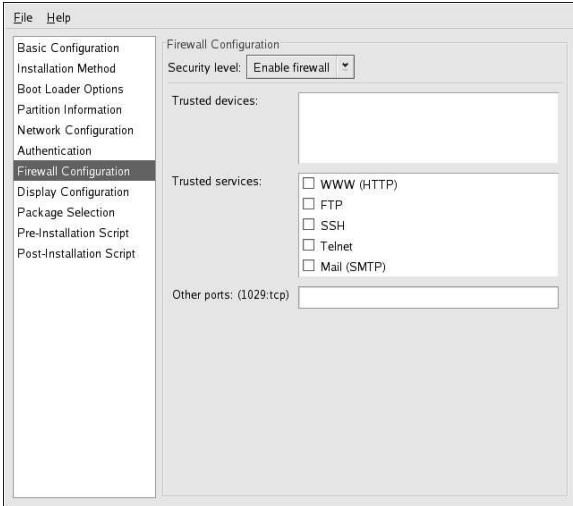 File Help
Basic Configuration
Installation Method
Boot Loader Options
Partition Information
Network Configuration
Authentication
Firewall Configuration
Display Configuration
Package Selection
Pre-Installation Script
Post-Installation Script
Firewall Configuration
Security level: Enable firewall
Trusted devices:
Trusted services:
WWW (HTTP)
FTP
SSH
Telnet
Mail (SMTP)
Other ports: (1029:tcp)